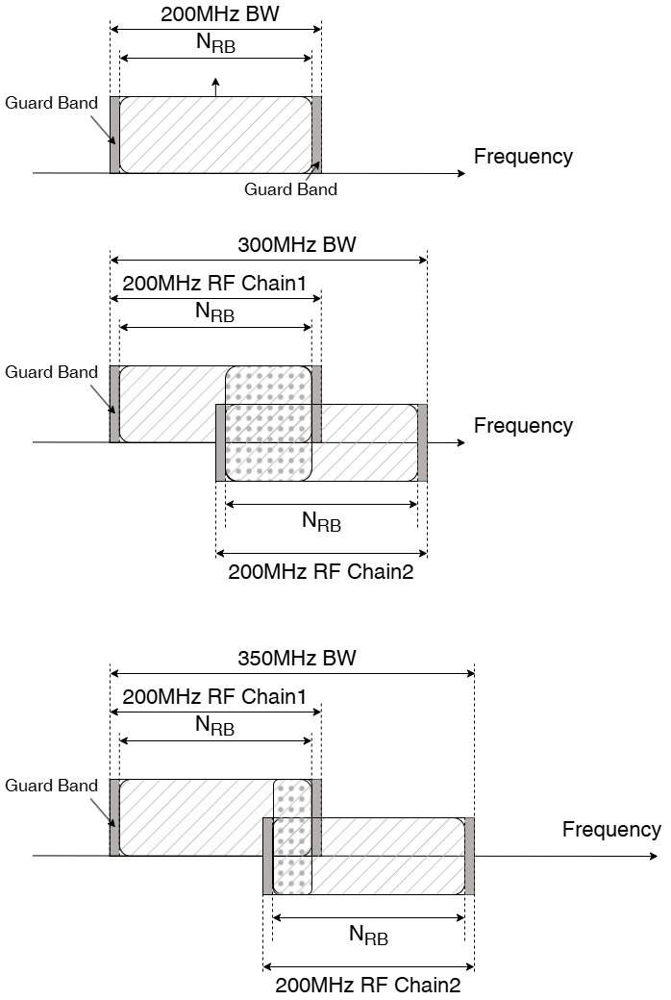 200MHz BW
NRB
Guard Band
Frequency
Guard Band
300MHz BW
200MHz RF Chain1
NRB
Guard Band
Frequency
NRB
200MHz RF Chain2
350MHz BW
200MHz RF Chain1
NRB
Guard Band
Frequency
NRB
200MHz RF Chain2